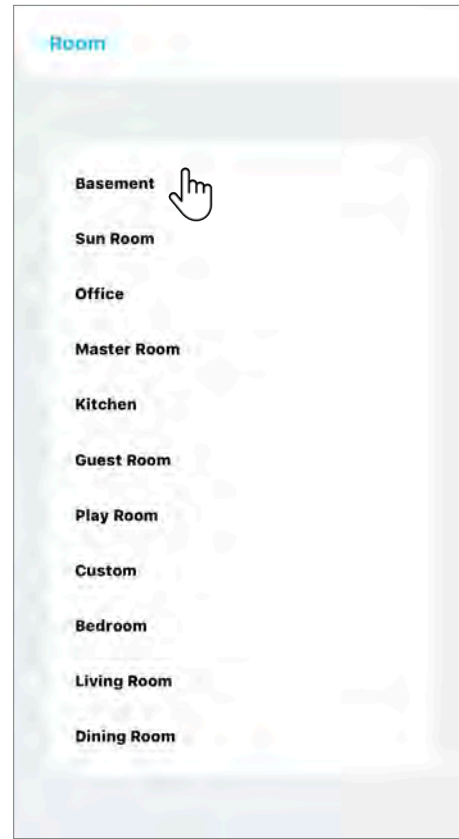 Room
Basement
Sun Room
Office
Master Room
Kitchen
Guest Room
Play Room
Custom
Bedroom
Living Room
Dining Room